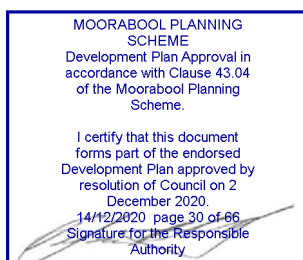 MOORABOOL PLANNING
SCHEME
Development Plan Approval in
accordance with Clause 43.04
of the Moorabool Planning
Scheme.
I certify that this document
forms part of the endorsed
Development Plan approved by
resolution of Council on 2
December 2020.
14/12/2020 page 30 of 66
Signature for the Responsible
Authority